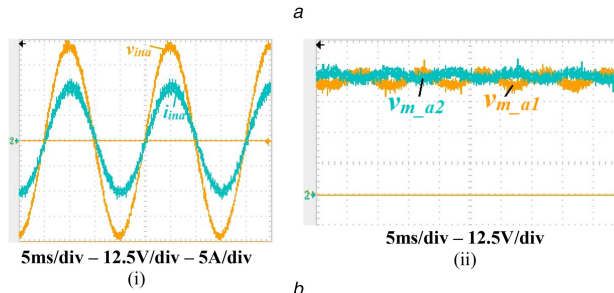 a
v_ina
i_ina
2
5ms/div – 12.5V/div – 5A/div
(i)
v_m_a2
v_m_a1
2
5ms/div – 12.5V/div
(ii)
b